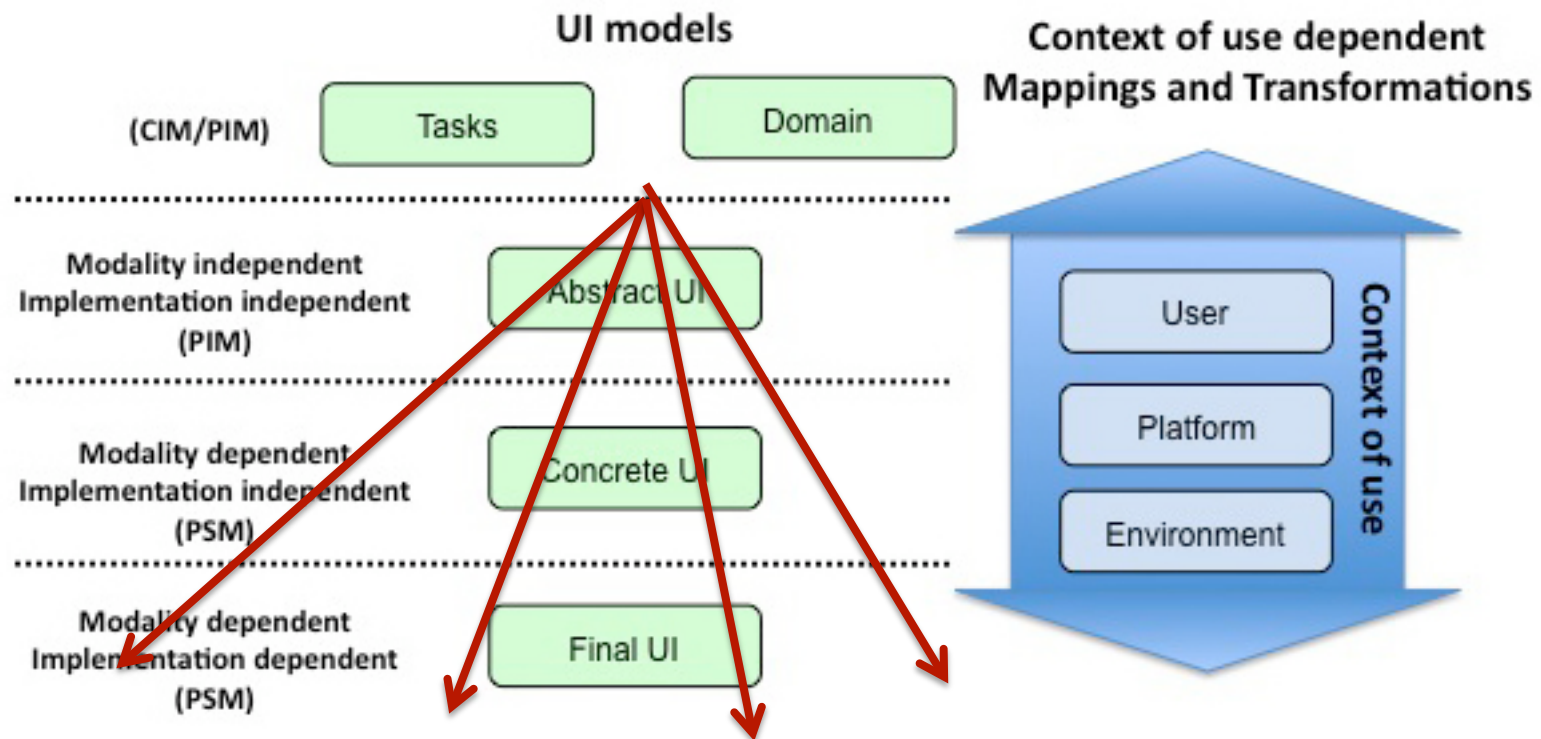 UI models
Context of use dependent
Mappings and Transformations
(CIM/PIM)
Tasks
Domain
Modality independent
Implementation independent
(PIM)
Abstract UI
Modality dependent
Implementation independent
(PSM)
Concrete UI
Modality dependent
Implementation dependent
(PSM)
Final UI
User
Platform
Environment
Context of use